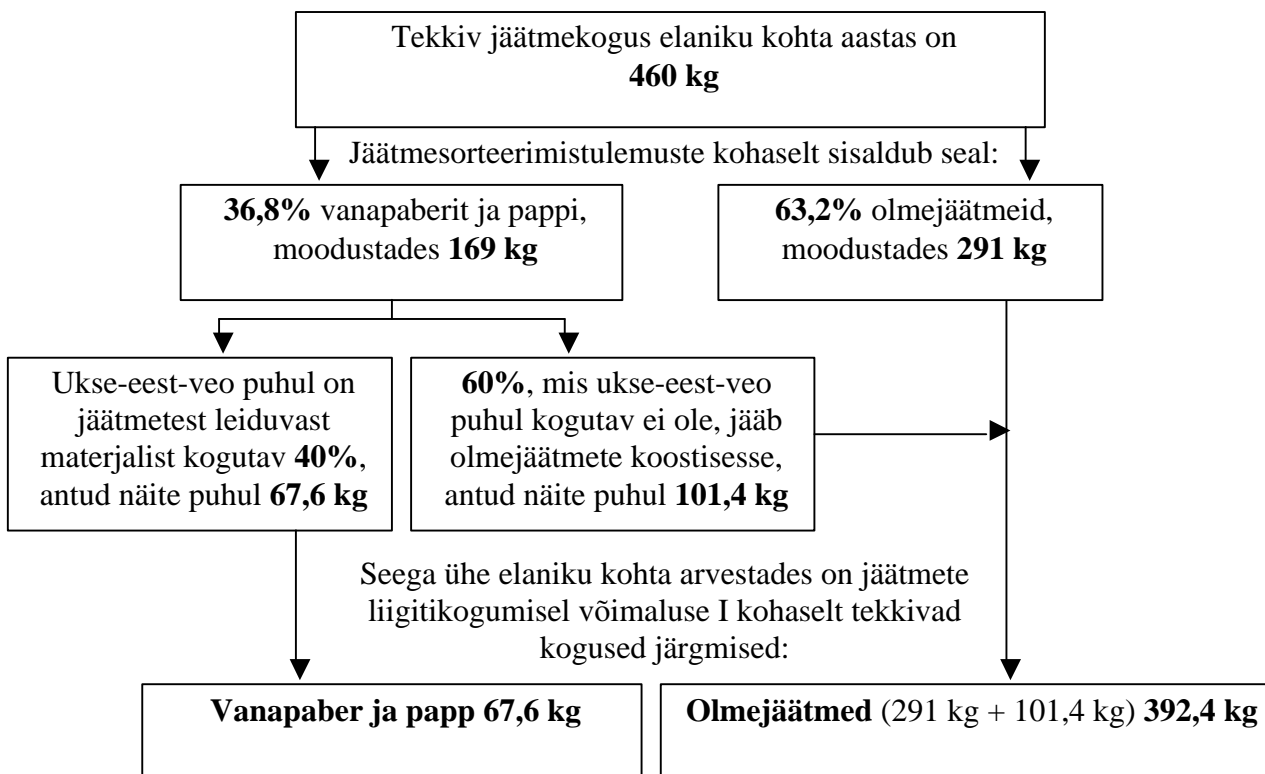 Tekkiv jäätmekogus elaniku kohta aastas on
460 kg
Jäätmesorteerimistulemuste kohaselt sisaldub seal:
36,8% vanapaberit ja pappi,
moodustades 169 kg
63,2% olmejäätmeid,
moodustades 291 kg
Ukse-eest-veo puhul on
jäätmetest leiduvast
materjalist kogutav 40%,
antud näite puhul 67,6 kg
60%, mis ukse-eest-veo
puhul kogutav ei ole, jääb
olmejäätmete koostisesse,
antud näite puhul 101,4 kg
Seega ühe elaniku kohta arvestades on jäätmete
liigitikogumisel võimaluse I kohaselt tekkivad
kogused järgmised:
Vanapaber ja papp 67,6 kg
Olmejäätmed (291 kg + 101,4 kg) 392,4 kg